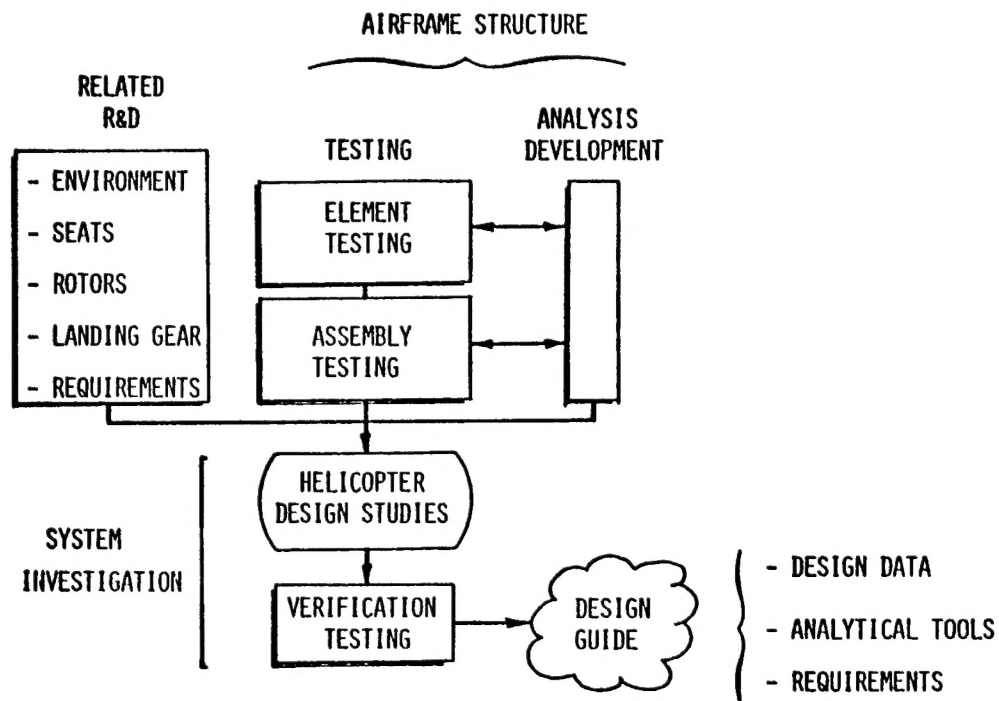 AIRFRAME STRUCTURE
RELATED
R&D
- ENVIRONMENT
- SEATS
- ROTORS
- LANDING GEAR
- REQUIREMENTS
TESTING
ELEMENT
TESTING
ASSEMBLY
TESTING
ANALYSIS
DEVELOPMENT
SYSTEM
INVESTIGATION
HELICOPTER
DESIGN STUDIES
VERIFICATION
TESTING
DESIGN
GUIDE
- DESIGN DATA
- ANALYTICAL TOOLS
- REQUIREMENTS